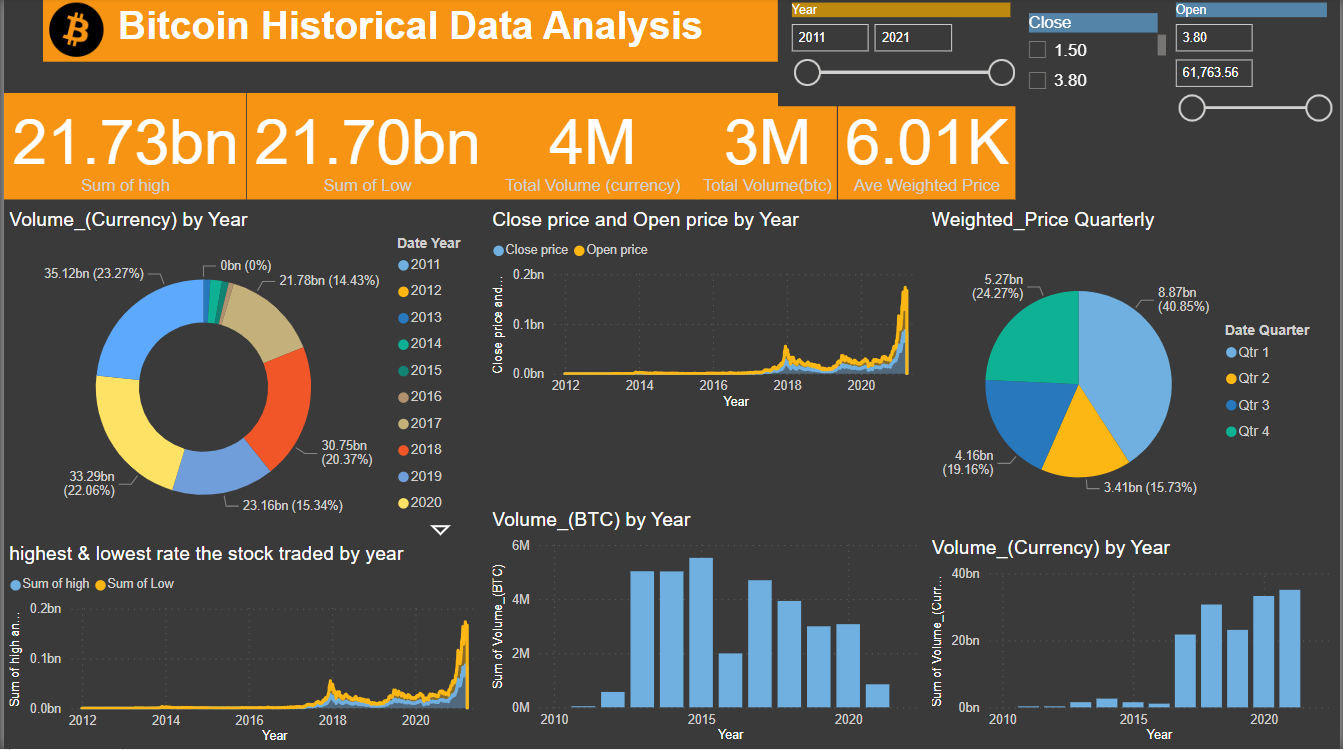 Bitcoin Historical Data Analysis
Year
2011
2021
Close
1.50
3.80
Open
3.80
61,763.56
21.73bn
Sum of high
21.70bn
Sum of Low
4M
Total Volume (currency)
3M
Total Volume(btc)
6.01K
Ave Weighted Price
Volume_(Currency) by Year
35.12bn (23.27%)
0bn (0%)
21.78bn (14.43%)
30.75bn
(20.37%)
23.16bn (15.34%)
33.29bn
(22.06%)
Date Year
2011
2012
2013
2014
2015
2016
2017
2018
2019
2020
Close price and Open price by Year
Close price
Open price
Close price and...
0.2bn
0.1bn
0.0bn
2012
2014
2016
2018
2020
Year
Weighted_Price Quarterly
5.27bn
(24.27%)
8.87bn
(40.85%)
4.16bn
(19.16%)
3.41bn (15.73%)
Date Quarter
Qtr 1
Qtr 2
Qtr 3
Qtr 4
highest & lowest rate the stock traded by year
Sum of high
Sum of Low
Sum of high an...
0.2bn
0.1bn
0.0bn
2012
2014
2016
2018
2020
Year
Volume_(BTC) by Year
Sum of Volume_(BTC)
6M
4M
2M
0M
2010
2015
2020
Year
Volume_(Currency) by Year
Sum of Volume_(Curr...
40bn
20bn
0bn
2010
2015
2020
Year